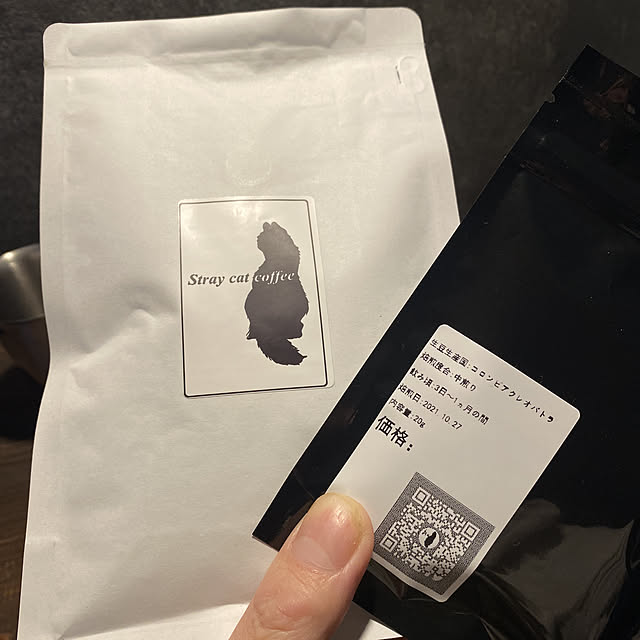 Stray cat coffee
生豆生産国:コロンビアクレオパトラ
焙煎度合:中煎り
飲み頃:3日〜1ヵ月の間
焙煎日:2021.10.27
内容量:20g
価格: